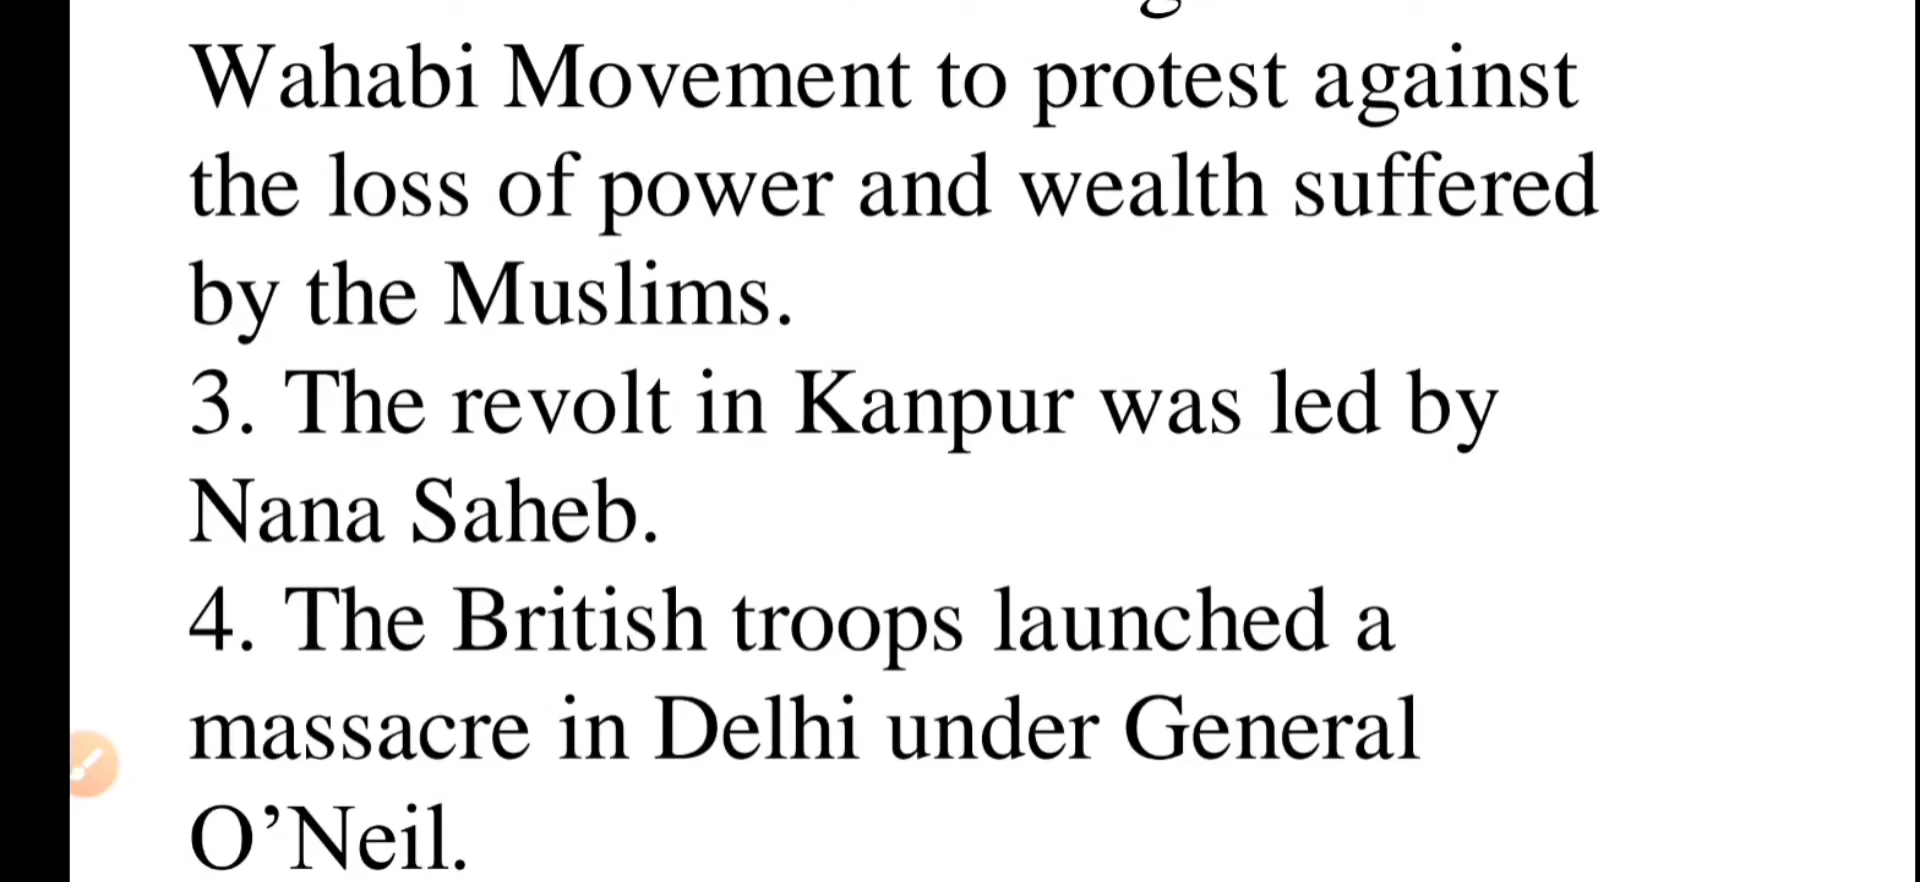 Wahabi Movement to protest against
the loss of power and wealth suffered
by the Muslims.
3. The revolt in Kanpur was led by
Nana Saheb.
4. The British troops launched a
massacre in Delhi under General
O’Neil.